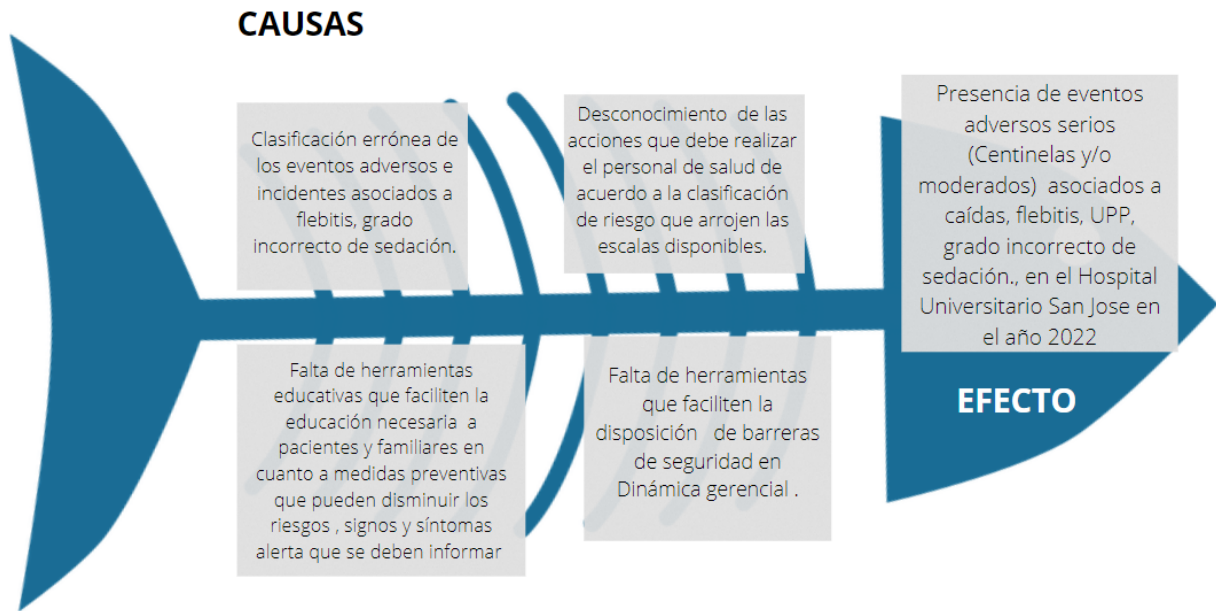 CAUSAS
Clasificación errónea de
los eventos adversos e
incidentes asociados a
flebitis, grado
incorrecto de sedación.
Desconocimiento de las
acciones que debe realizar
el personal de salud de
acuerdo a la clasificación
de riesgo que arrojen las
escalas disponibles.
Presencia de eventos
adversos serios
(Centinelas y/o
moderados) asociados a
caídas, flebitis, UPP,
grado incorrecto de
sedación., en el Hospital
Universitario San Jose en
el año 2022
Falta de herramientas
educativas que faciliten la
educación necesaria a
pacientes y familiares en
cuanto a medidas preventivas
que pueden disminuir los
riesgos , signos y síntomas
alerta que se deben informar
Falta de herramientas
que faciliten la
disposición de barreras
de seguridad en
Dinámica gerencial .
EFECTO